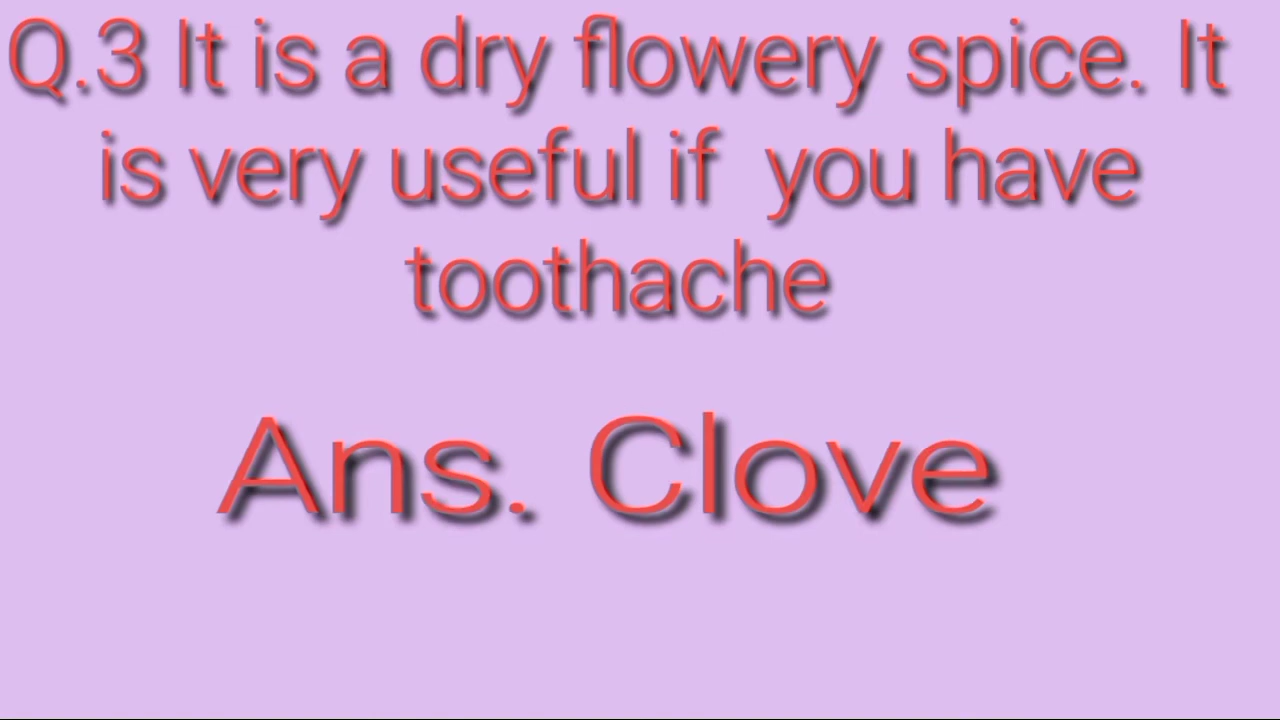 Q.3 It is a dry flowery spice. It
is very useful if  you have
toothache
Ans. Clove